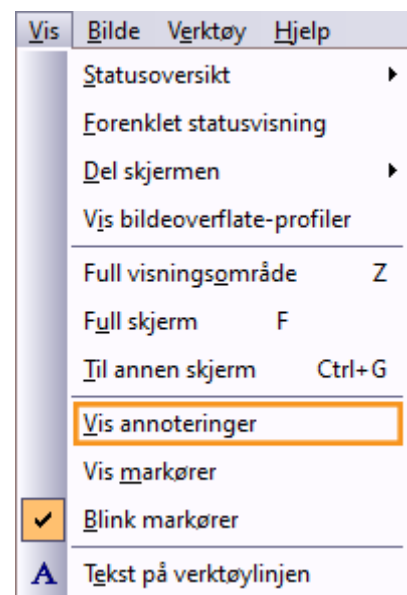 Vis Bilde Verktøy Hjelp
Statusoversikt
Forenklet statusvisning
Del skjermen
Vis bildeoverflate-profiler
Full visningsområde Z
Full skjerm F
Til annen skjerm Ctrl+G
Vis annoteringer
Vis markører
Blink markører
A Tekst på verktøylinjen